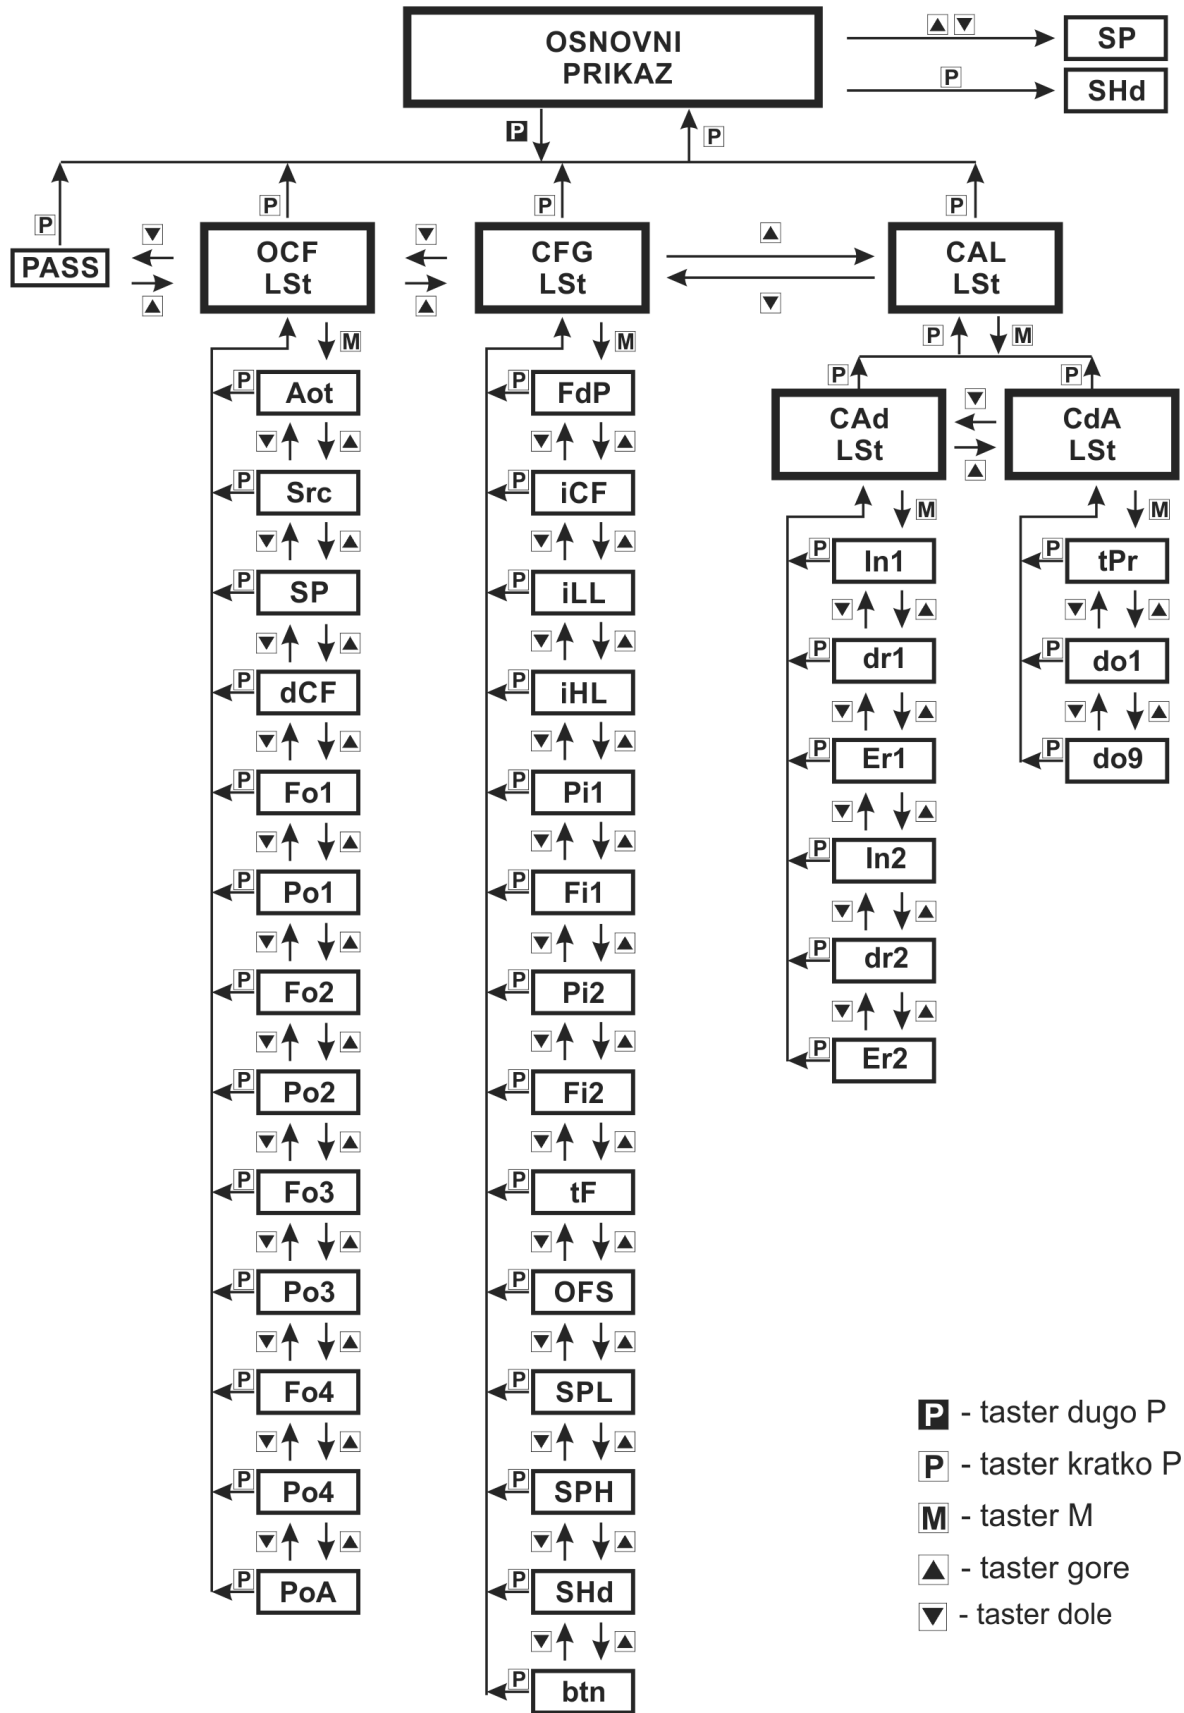 OSNOVNI
PRIKAZ
▲ ▼
SP
P
SHd
P
P
P
P
P
P
PASS
▼
▲
OCF
LSt
▼
▲
CFG
LSt
▲
▼
CAL
LSt
M
M
P
M
P
P
P Aot
▼ ▲
P Src
▼ ▲
P SP
▼ ▲
P dCF
▼ ▲
P Fo1
▼ ▲
P Po1
▼ ▲
P Fo2
▼ ▲
P Po2
▼ ▲
P Fo3
▼ ▲
P Po3
▼ ▲
P Fo4
▼ ▲
P Po4
▼ ▲
P PoA
P FdP
▼ ▲
P iCF
▼ ▲
P iLL
▼ ▲
P iHL
▼ ▲
P Pi1
▼ ▲
P Fi1
▼ ▲
P Pi2
▼ ▲
P Fi2
▼ ▲
P tF
▼ ▲
P OFS
▼ ▲
P SPL
▼ ▲
P SPH
▼ ▲
P SHd
▼ ▲
P btn
CAd
LSt
▼
▲
CdA
LSt
M
M
P In1
▼ ▲
P dr1
▼ ▲
P Er1
▼ ▲
P In2
▼ ▲
P dr2
▼ ▲
P Er2
P tPr
▼ ▲
P do1
▼ ▲
P do9
P - taster dugo P
P - taster kratko P
M - taster M
▲ - taster gore
▼ - taster dole